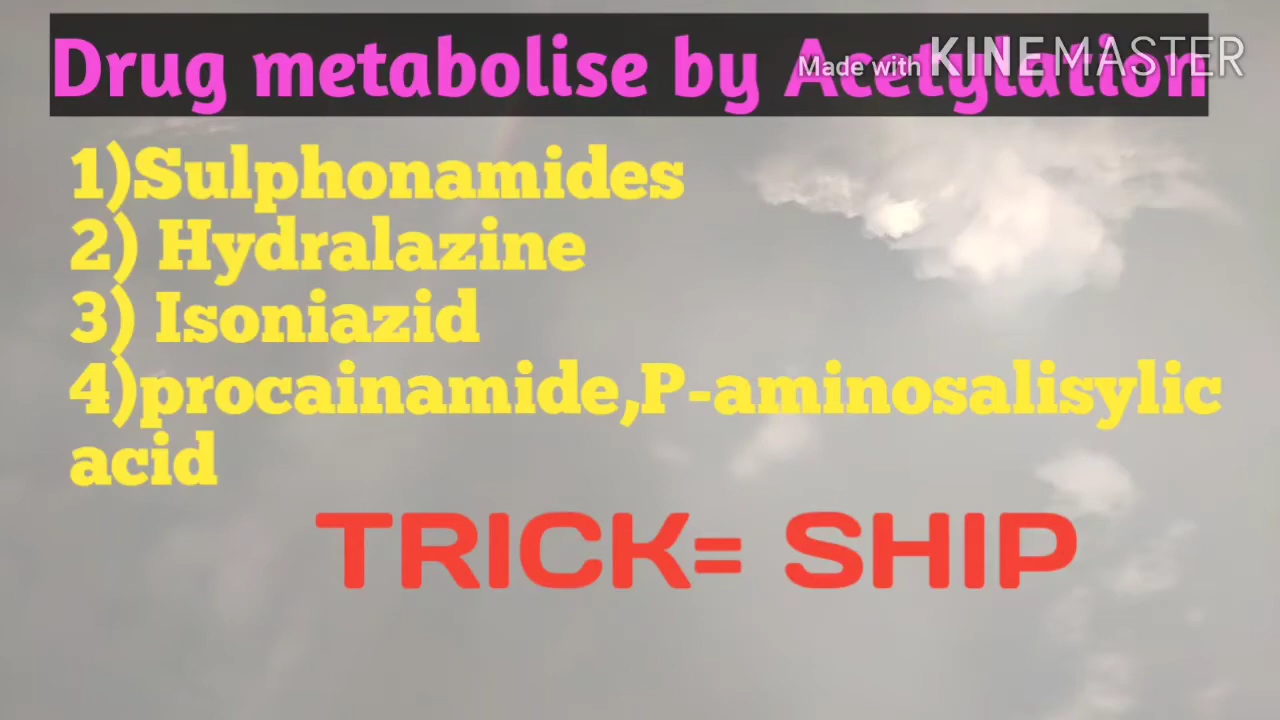 Drug metabolise by Acetylation
Made with KINEMASTER
1)Sulphonamides
2) Hydralazine
3) Isoniazid
4)procainamide,P-aminosalisylic
acid
TRICK= SHIP